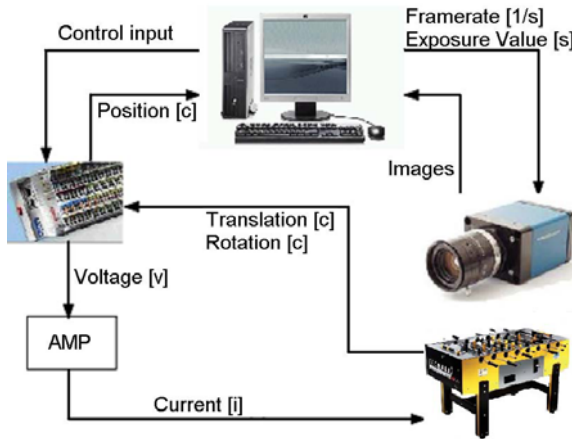 Control input
Framerate [1/s]
Exposure Value [s]
Position [c]
Images
Translation [c]
Rotation [c]
Voltage [v]
AMP
Current [i]